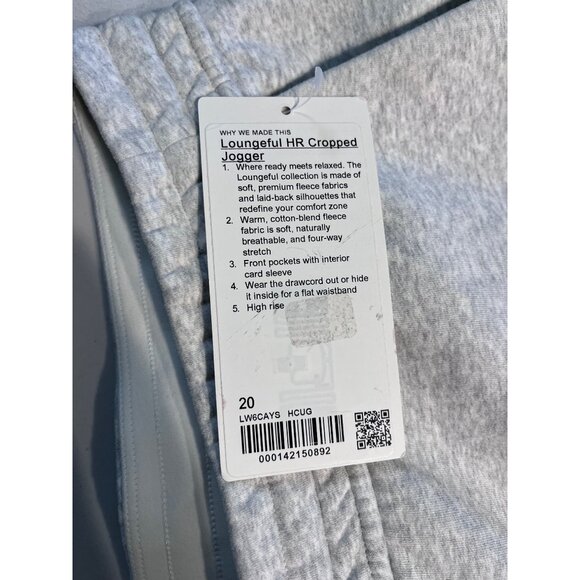 WHY WE MADE THIS
Loungeful HR Cropped
Jogger
1. Where ready meets relaxed. The
Loungeful collection is made of
soft, premium fleece fabrics
and laid-back silhouettes that
redefine your comfort zone
2. Warm, cotton-blend fleece
fabric is soft, naturally
breathable, and four-way
stretch
3. Front pockets with interior
card sleeve
4. Wear the drawcord out or hide
it inside for a flat waistband
5. High rise
20
LW6CAYS HCUG
000142150892